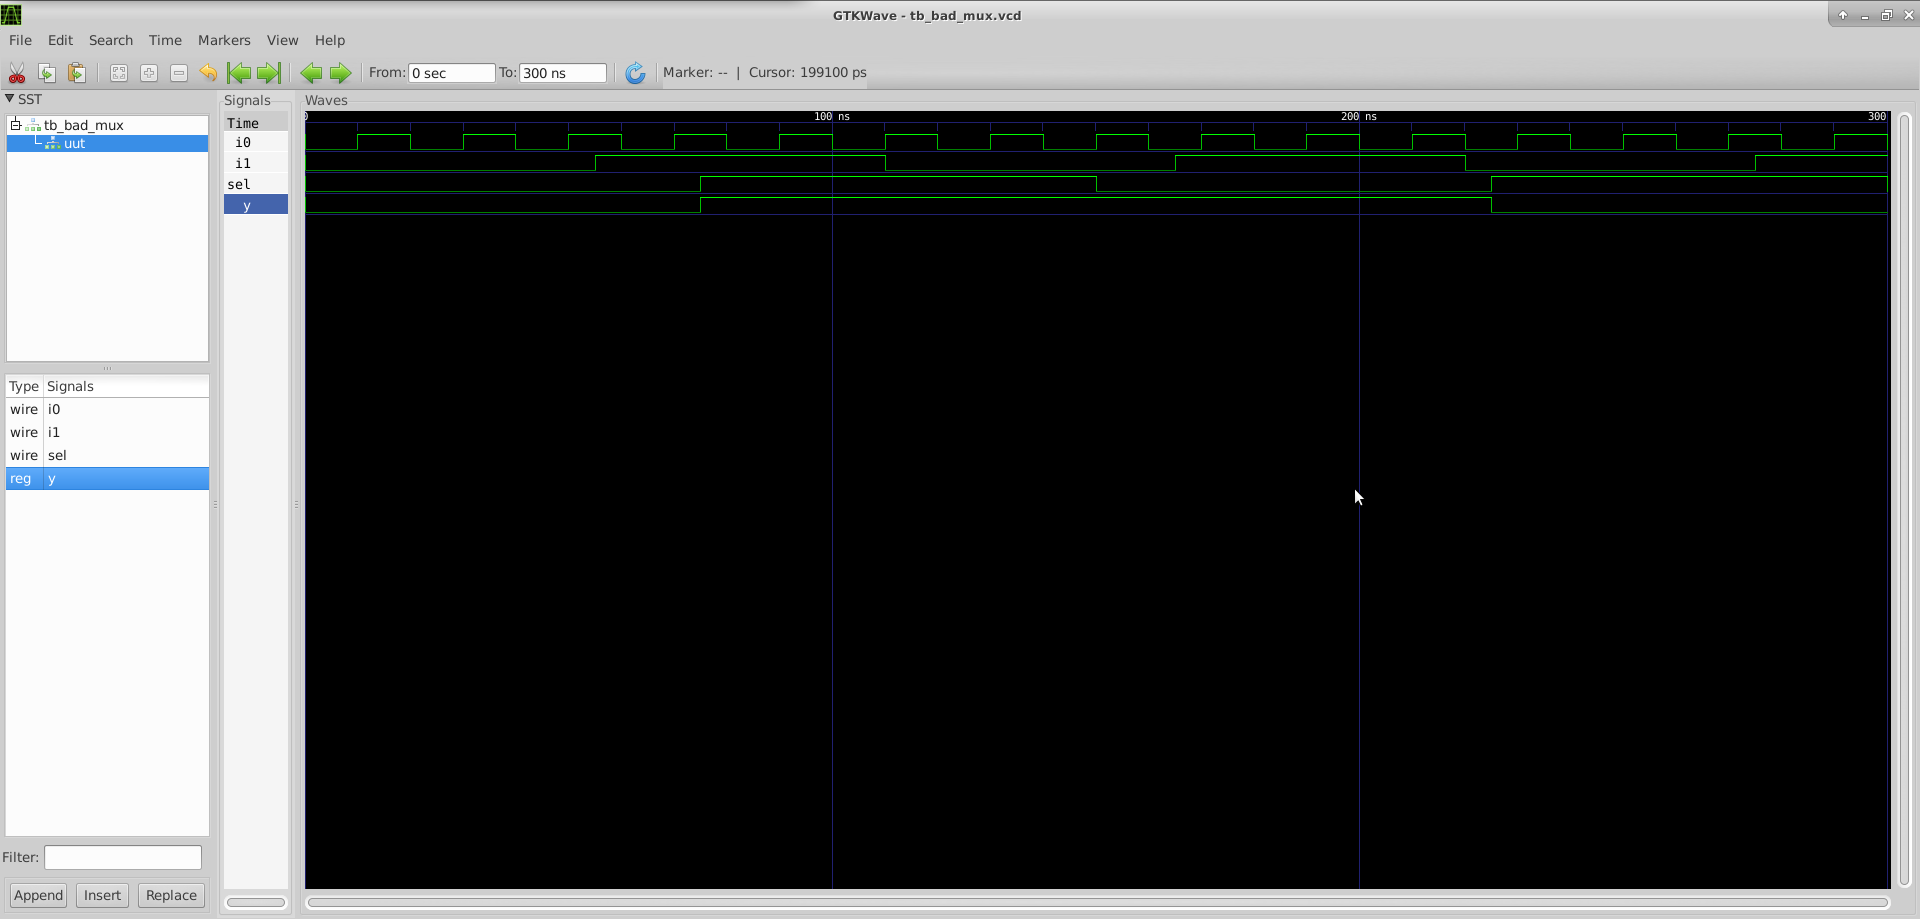 GTKWave - tb_bad_mux.vcd
File Edit Search Time Markers View Help
From: 0 sec To: 300 ns Marker: -- | Cursor: 199100 ps
SST
tb_bad_mux
uut
Type Signals
wire i0
wire i1
wire sel
reg y
Filter:
Append Insert Replace
Signals
Time
i0
i1
sel
y
Waves
0 100 ns 200 ns 300